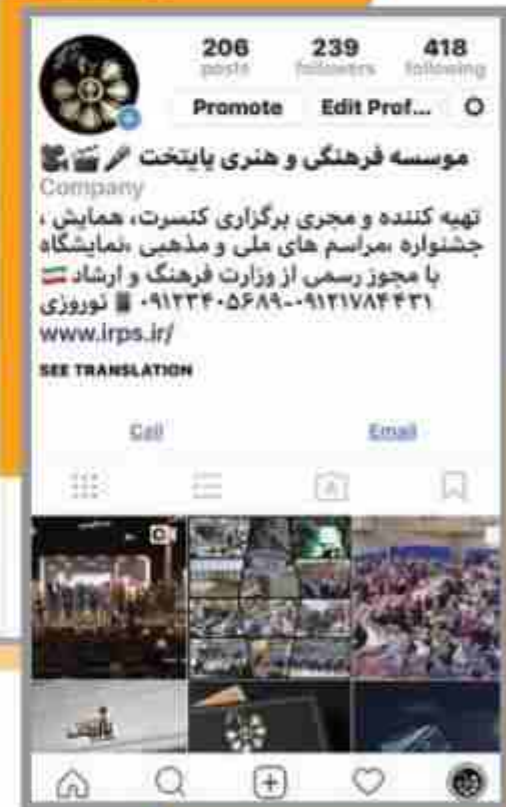 206 239 418
posts followers following
Promote Edit Prof...
موسسه فرهنگی و هنری پایتخت
Company
تهیه کننده و مجری برگزاری کنسرت، همایش ،
جشنواره ،مراسم های ملی و مذهبی ،نمایشگاه
با مجوز رسمی از وزارت فرهنگ و ارشاد
۰۹۱۲۱۷۸۴۴۳۱--۰۹۱۲۳۴۰۵۶۸۹ نوروزی
www.irps.ir/
SEE TRANSLATION
Call Email
پایتخت